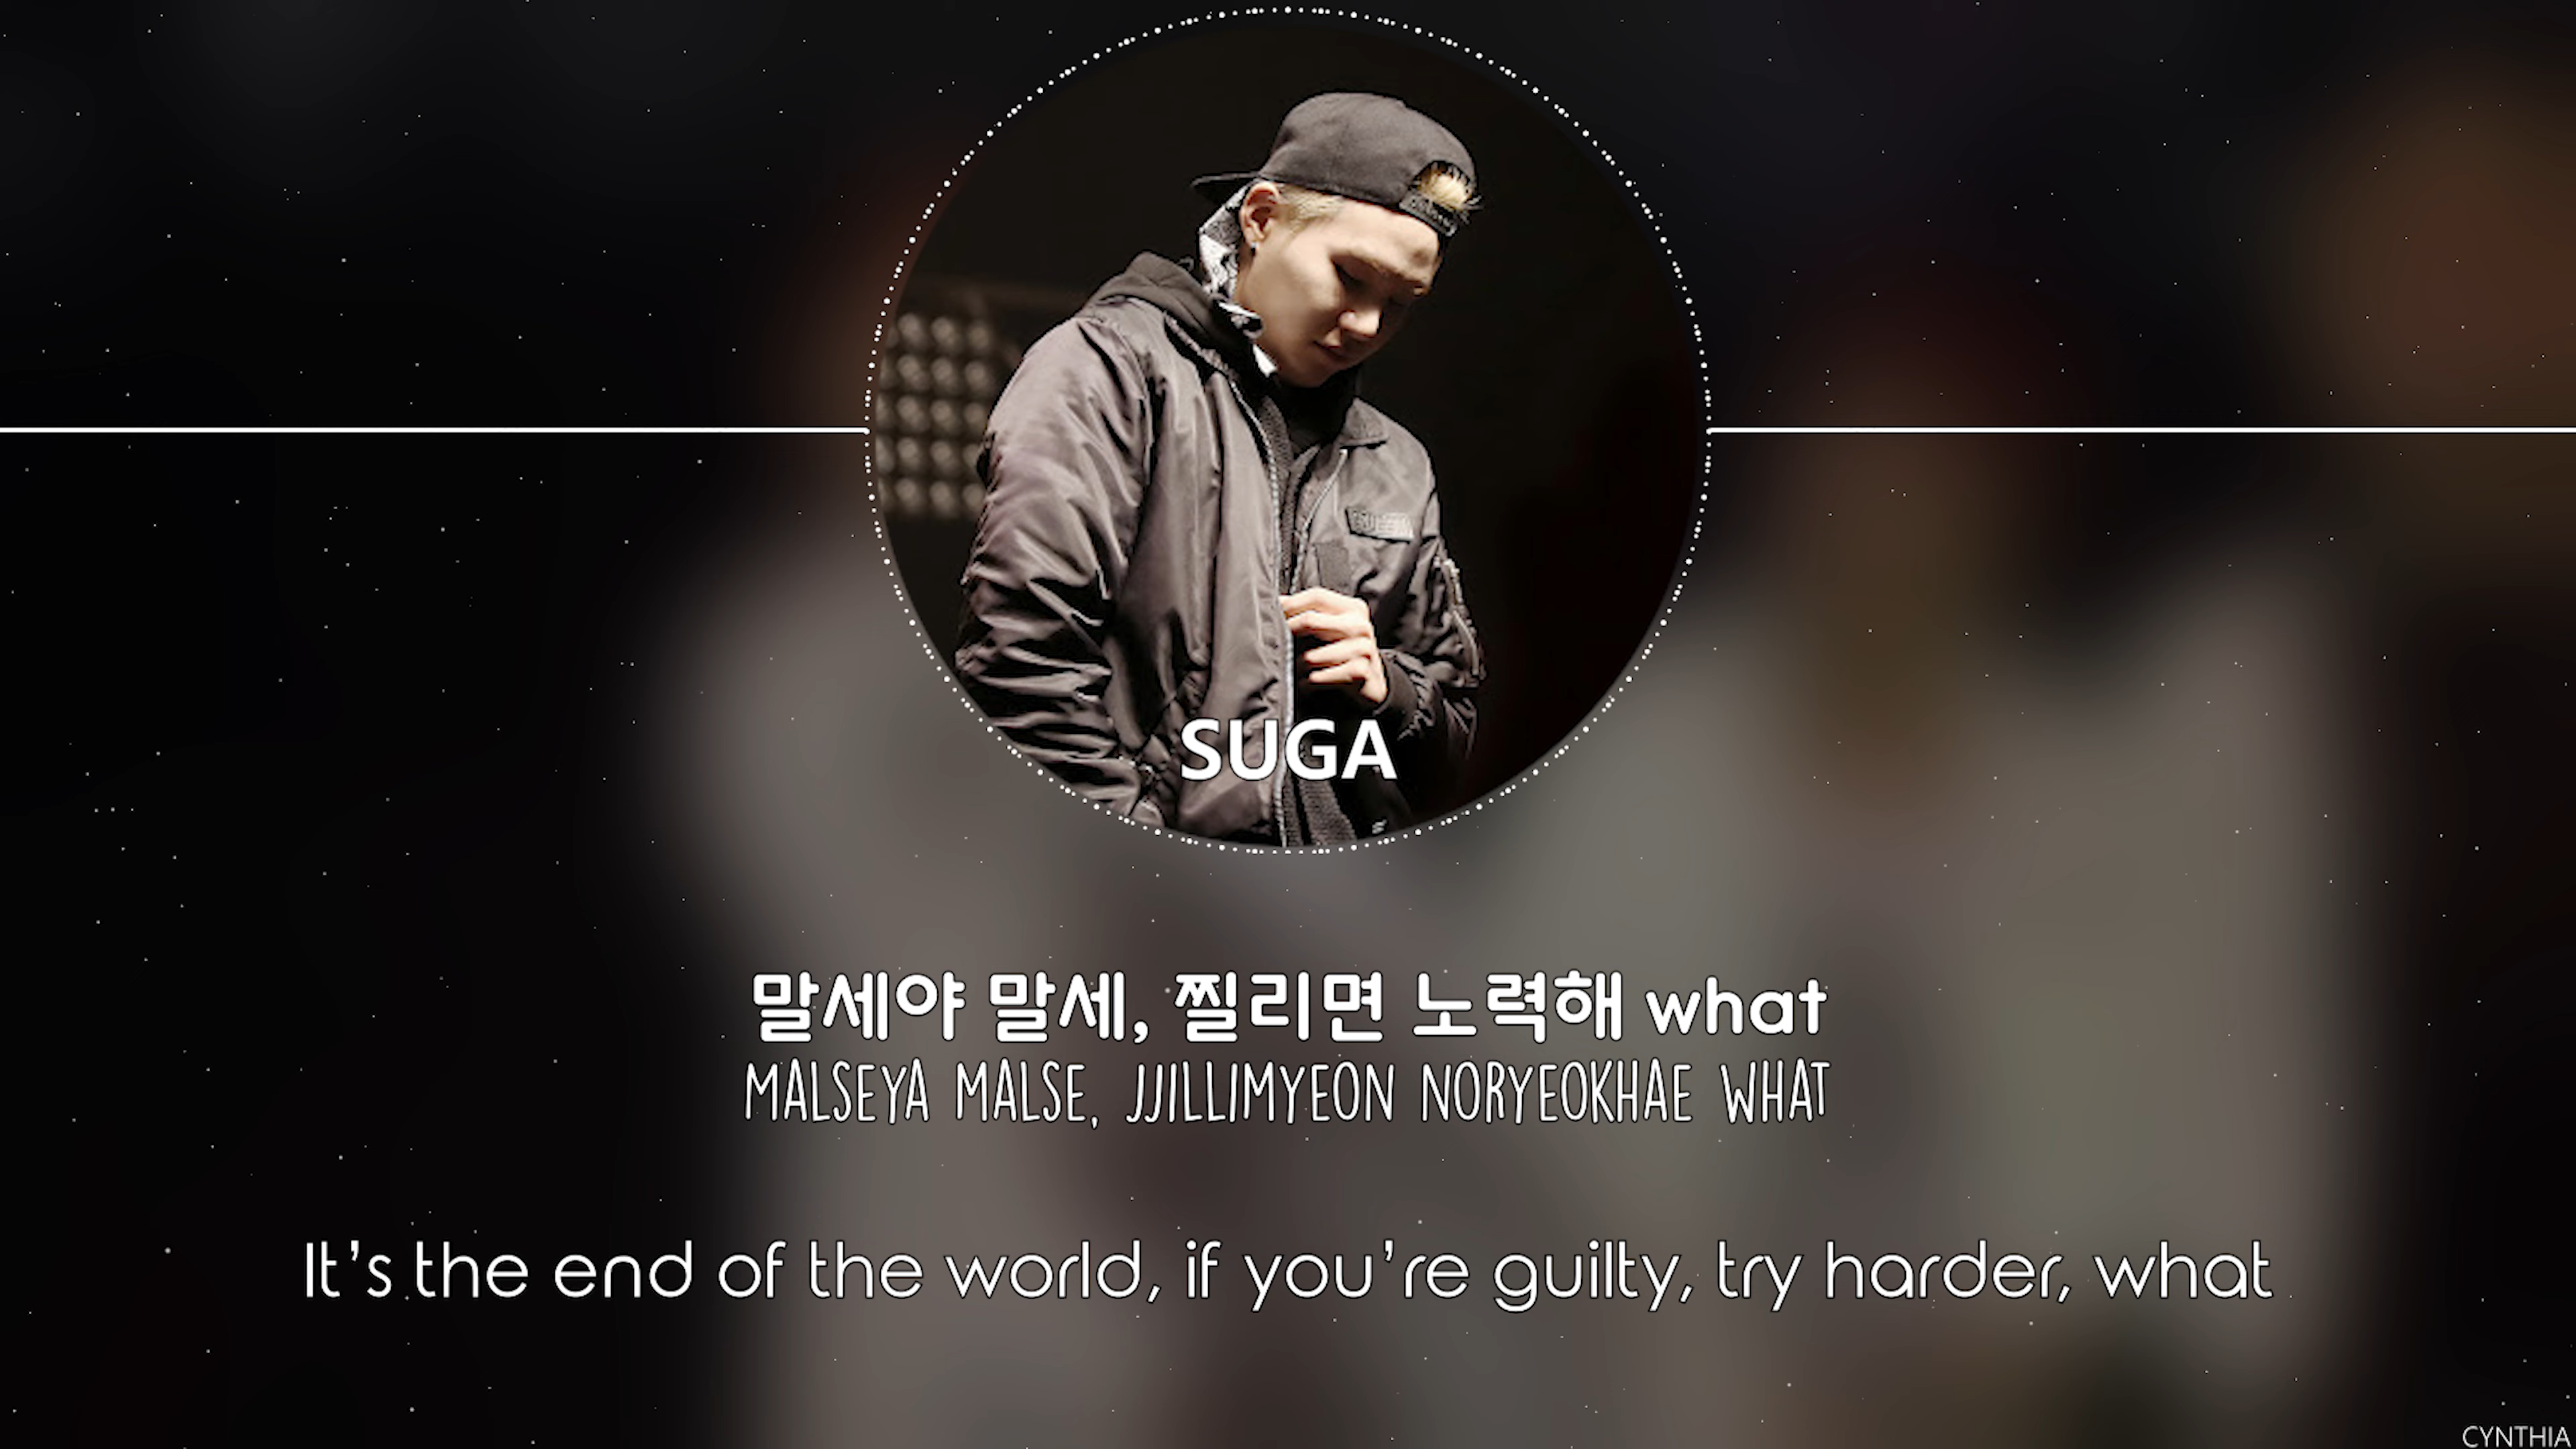 SUGA
말세야 말세, 찔리면 노력해 what
MALSEYA MALSE, JJILLIMYEON NORYEOKHAE WHAT
It's the end of the world, if you're guilty, try harder, what
CYNTHIA